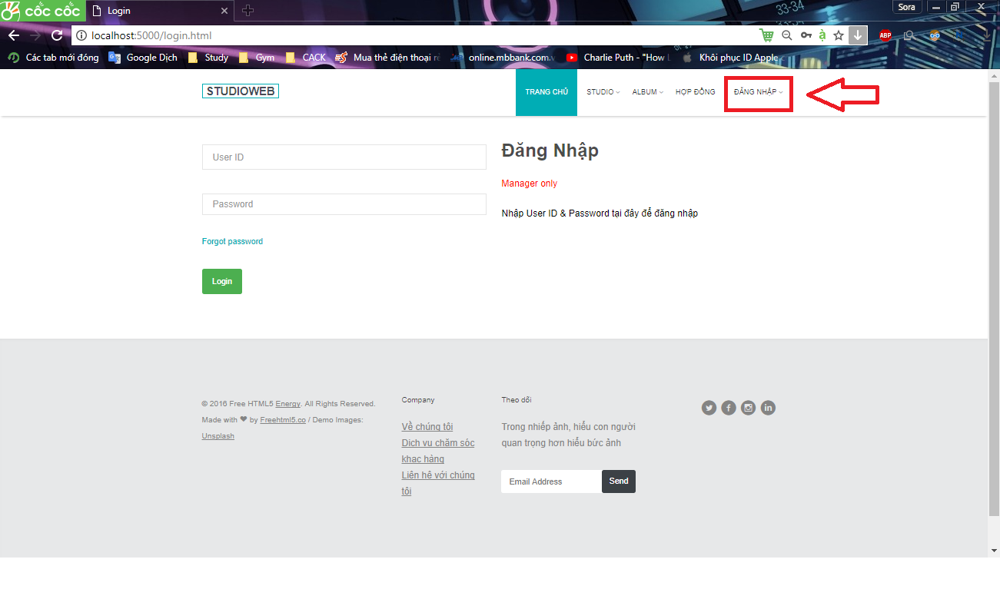 cốc cốc
Login
33-34
Sora
localhost:5000/login.html
ABP
Các tab mới đóng
Google Dịch
Study
Gym
CACK
Mua thẻ điện thoại rẻ
online.mbbank.com.v
Charlie Puth - "How L
Khôi phục ID Apple
STUDIOWEB
TRANG CHỦ
STUDIO
ALBUM
HỢP ĐỒNG
ĐĂNG NHẬP
User ID
Password
Forgot password
Login
Đăng Nhập
Manager only
Nhập User ID & Password tại đây để đăng nhập
© 2016 Free HTML5 Energy. All Rights Reserved.
Made with ❤ by Freehtml5.co / Demo Images:
Unsplash
Company
Về chúng tôi
Dịch vu chăm sóc
khac hàng
Liên hê với chúng
tôi
Theo dõi
Trong nhiếp ảnh, hiểu con người
quan trọng hơn hiểu bức ảnh
Email Address
Send